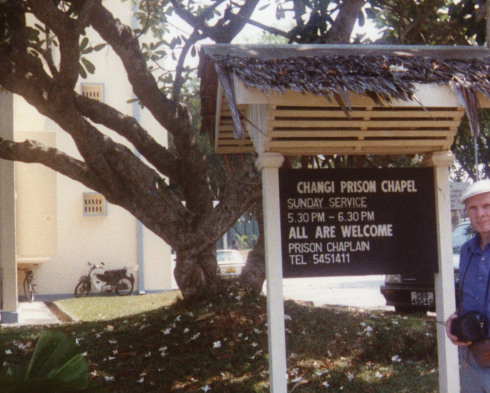 CHANGI PRISON CHAPEL
SUNDAY SERVICE
5.30 PM - 6.30 PM
ALL ARE WELCOME
PRISON CHAPLAIN
TEL 5451411